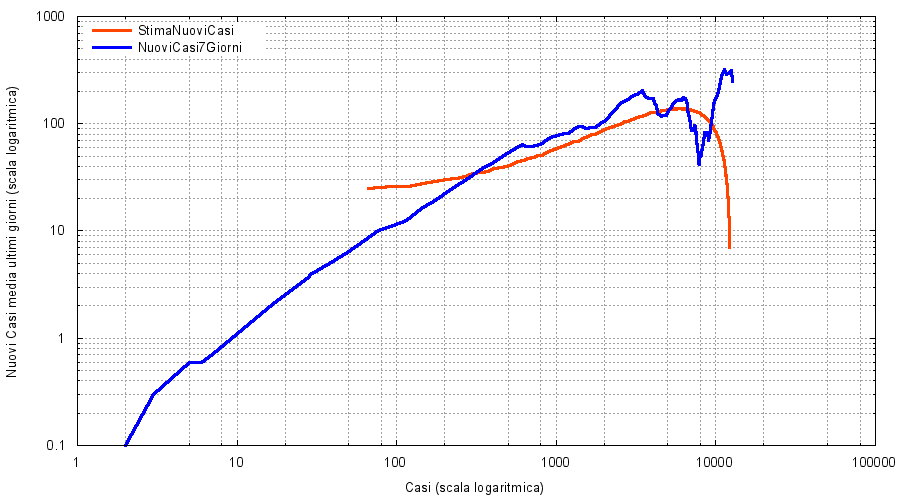 1000
100
10
1
0.1
StimaNuoviCasi
NuoviCasi7Giorni
Nuovi Casi media ultimi giorni (scala logaritmica)
1 10 100 1000 10000 100000
Casi (scala logaritmica)